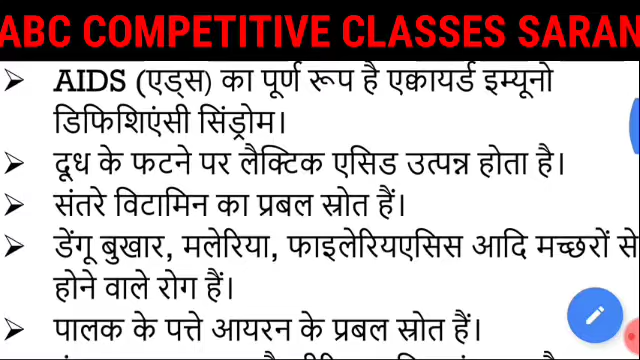 ABC COMPETITIVE CLASSES SARAN
➤ AIDS (एड्स) का पूर्ण रूप है एक्वायर्ड इम्यूनो
डिफिशिएंसी सिंड्रोम।
➤ दूध के फटने पर लैक्टिक एसिड उत्पन्न होता है।
➤ संतरे विटामिन का प्रबल स्रोत हैं।
➤ डेंगू बुखार, मलेरिया, फाइलेरियएसिस आदि मच्छरों से
होने वाले रोग हैं।
➤ पालक के पत्ते आयरन के प्रबल स्रोत हैं।